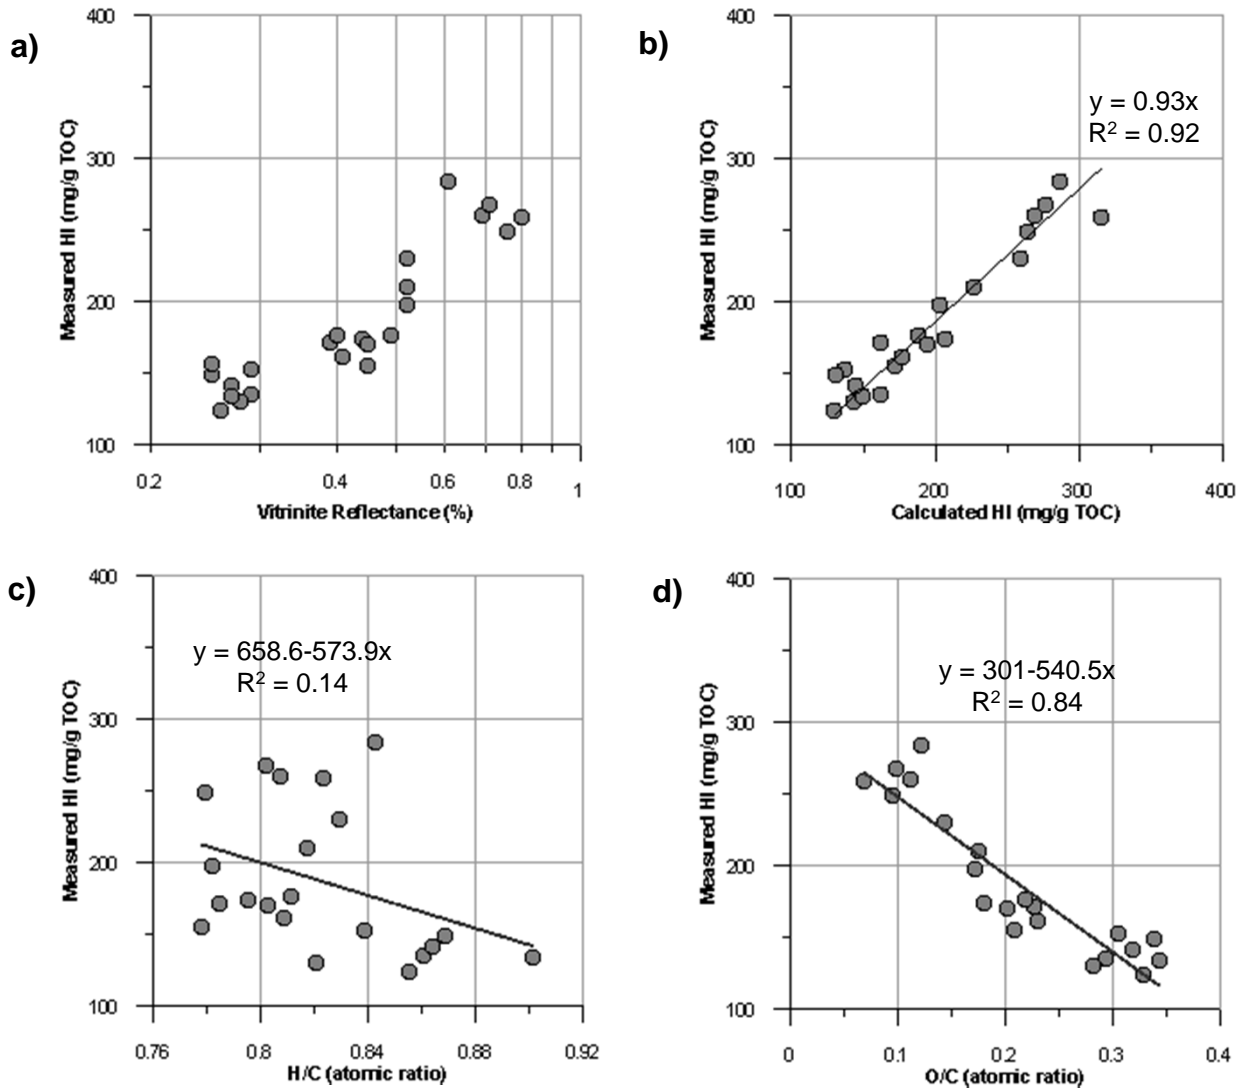 a)
400
300
200
100
Measured HI (mg/g TOC)
0.2
0.4
0.6
0.8
1
Vitrinite Reflectance (%)
b)
400
300
200
100
Measured HI (mg/g TOC)
y = 0.93x
R² = 0.92
100
200
300
400
Calculated HI (mg/g TOC)
c)
400
300
200
100
Measured HI (mg/g TOC)
y = 658.6-573.9x
R² = 0.14
0.76
0.8
0.84
0.88
0.92
H/C (atomic ratio)
d)
400
300
200
100
Measured HI (mg/g TOC)
y = 301-540.5x
R² = 0.84
0
0.1
0.2
0.3
0.4
O/C (atomic ratio)